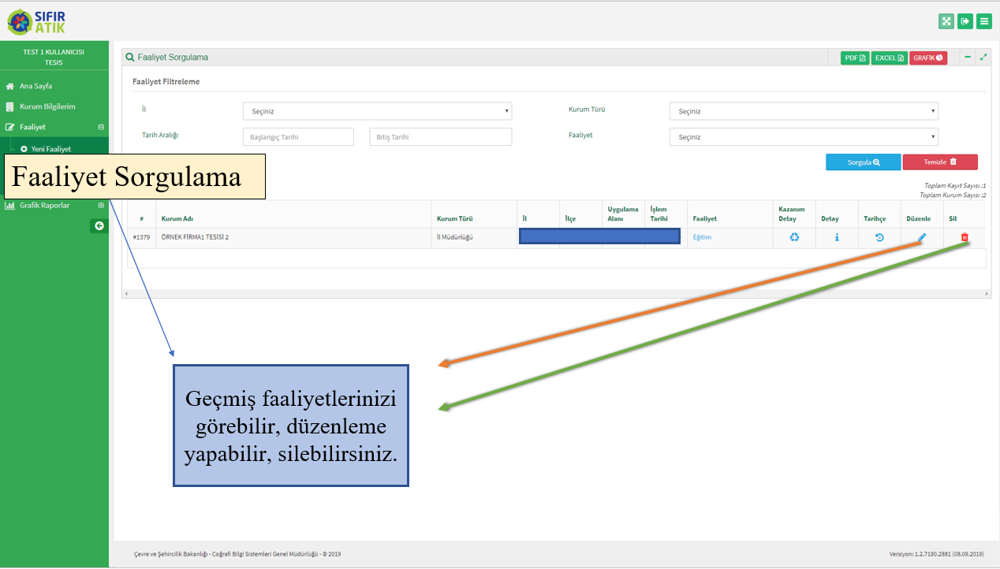 SIFIR
ATIK
TEST 1 KULLANICISI
TESIS
Ana Sayfa
Kurum Bilgilerim
Faaliyet
Yeni Faaliyet
Faaliyet Sorgulama
Grafik Raporlar
Faaliyet Sorgulama
PDF
EXCEL
GRAFİK
Faaliyet Filtreleme
İl
Seçiniz
Kurum Türü
Seçiniz
Tarih Aralığı
Başlangıç Tarihi
Bitiş Tarihi
Faaliyet
Seçiniz
Sorgula
Temizle
Toplam Kayıt Sayısı :1
Toplam Kurum Sayısı :2
# Kurum Adı Kurum Türü İl İlçe Uygulama Alanı İşlem Tarihi Faaliyet Kazanım Detay Detay Tarihçe Düzenle Sil
#1379 ÖRNEK FİRMA1 TESİSİ 2 İl Müdürlüğü Eğitim
Geçmiş faaliyetlerinizi
görebilir, düzenleme
yapabilir, silebilirsiniz.
Çevre ve Şehircilik Bakanlığı - Coğrafi Bilgi Sistemleri Genel Müdürlüğü - © 2019
Versiyon: 1.2.7190.2881 (08.09.2019)